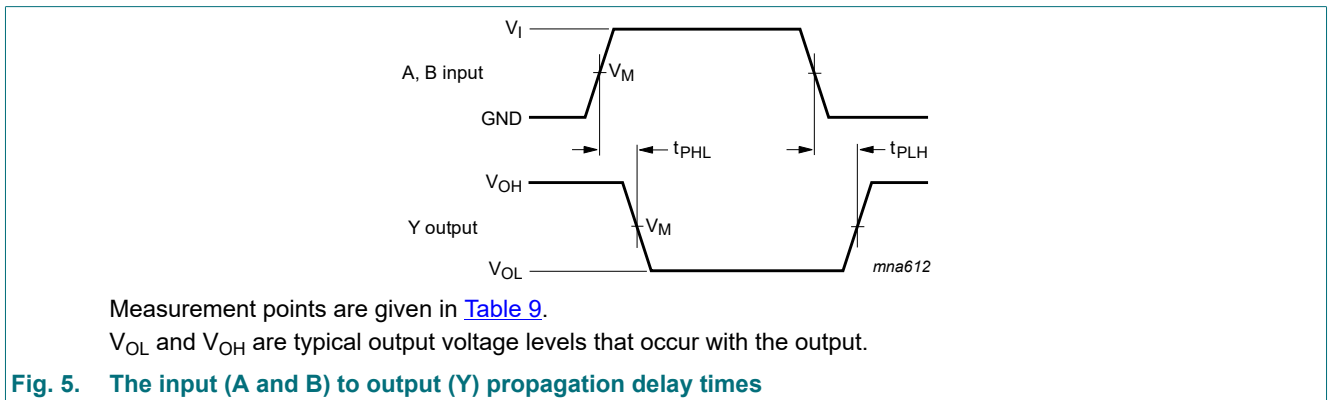 V_I
A, B input
V_M
GND
t_PHL
t_PLH
V_OH
Y output
V_M
V_OL
mna612
Measurement points are given in Table 9.
V_OL and V_OH are typical output voltage levels that occur with the output.
Fig. 5. The input (A and B) to output (Y) propagation delay times